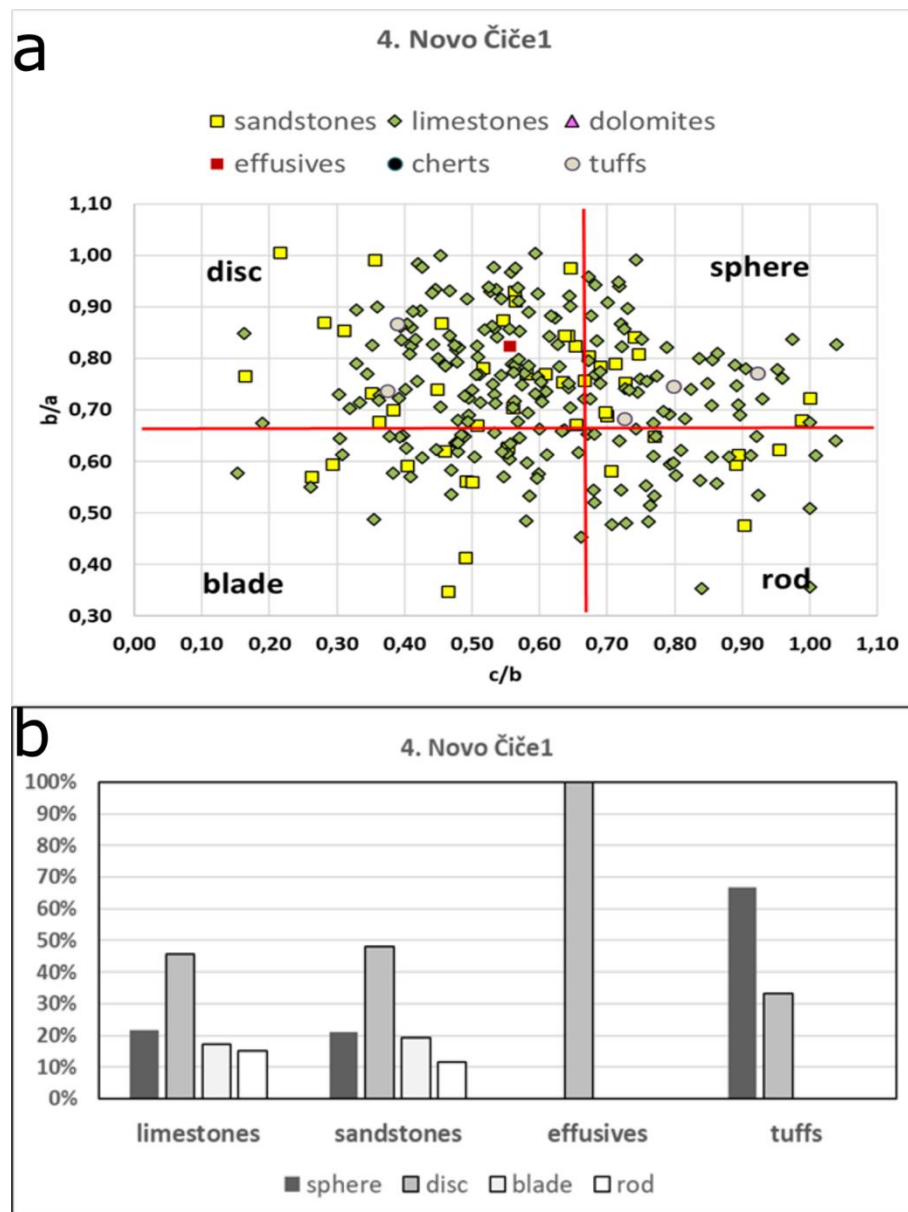 a
4. Novo Čiče1
sandstones limestones dolomites
effusives cherts tuffs
1,10
1,00
0,90
0,80
0,70
0,60
0,50
0,40
0,30
b/a
disc
sphere
blade
rod
0,00 0,10 0,20 0,30 0,40 0,50 0,60 0,70 0,80 0,90 1,00 1,10
c/b
b
4. Novo Čiče1
100%
90%
80%
70%
60%
50%
40%
30%
20%
10%
0%
limestones sandstones effusives tuffs
sphere disc blade rod